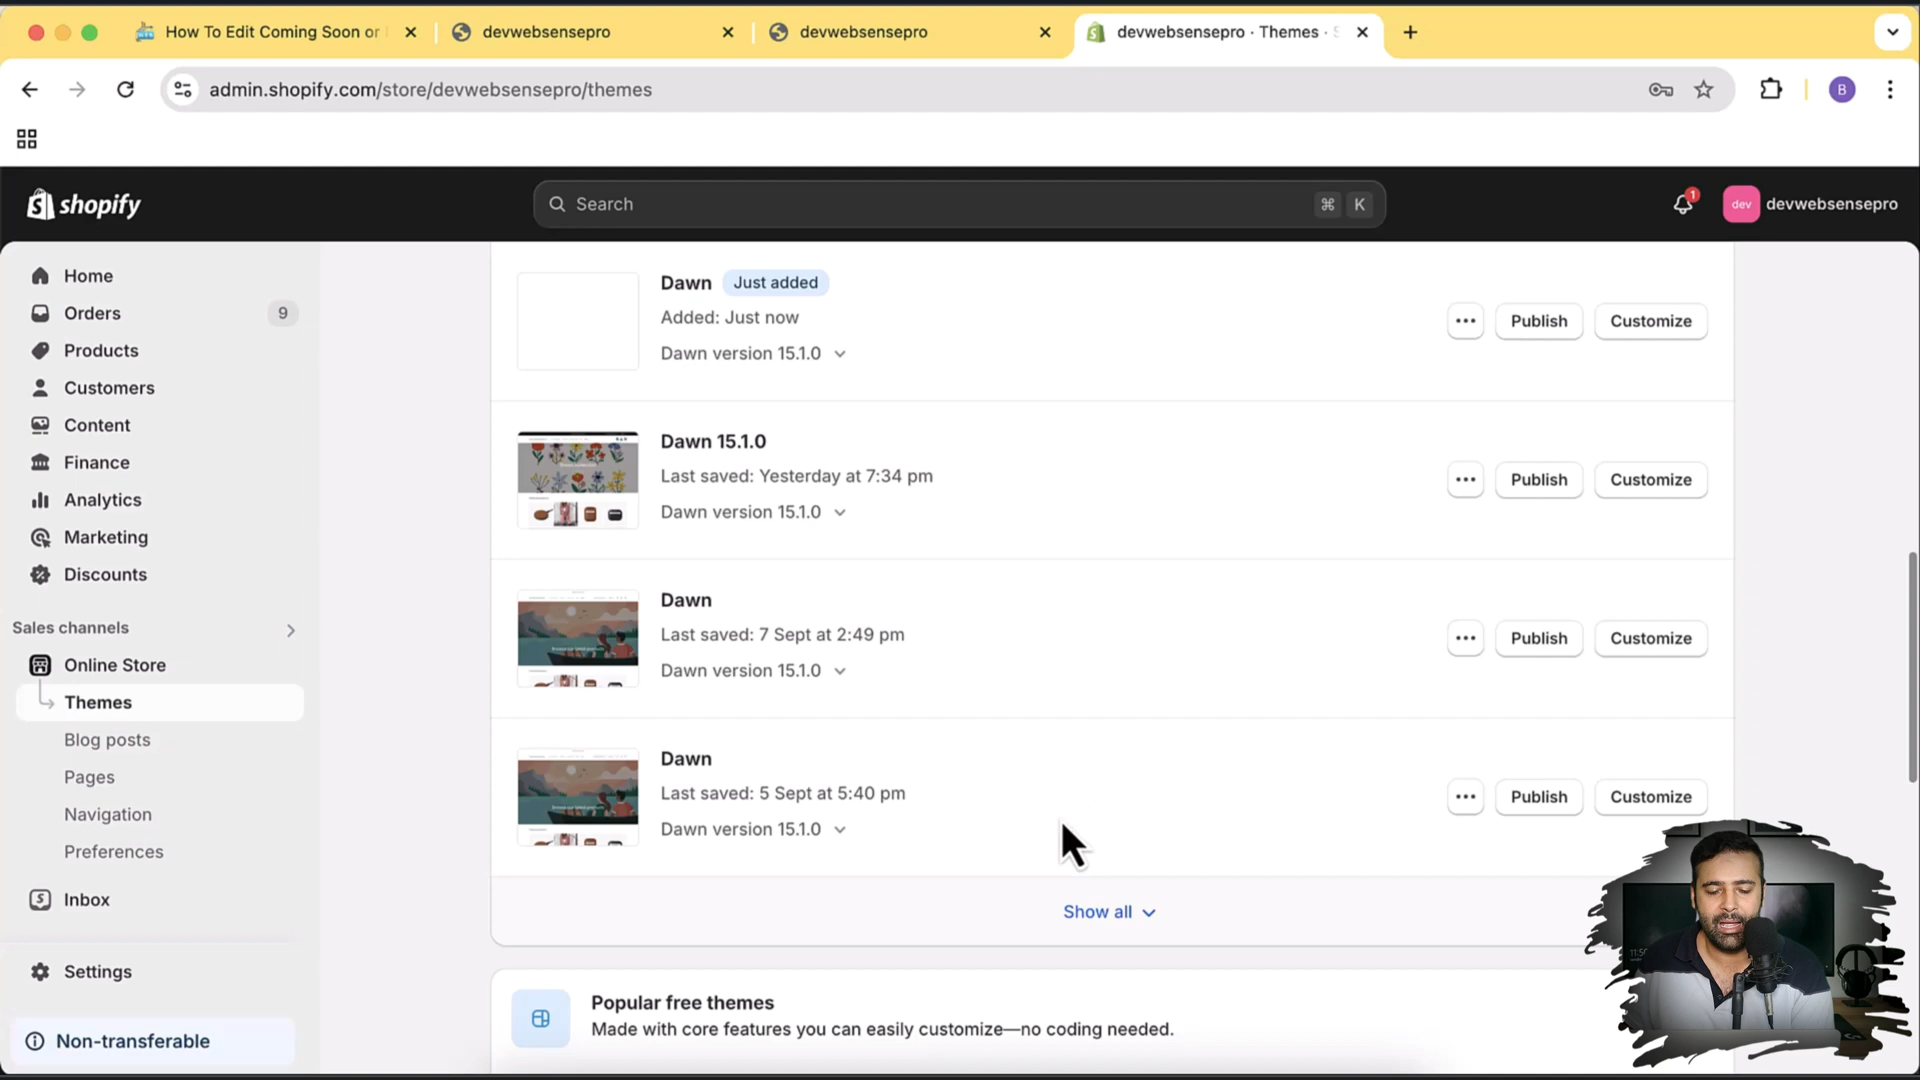 How To Edit Coming Soon or
devwebsensepro
devwebsensepro
devwebsensepro · Themes ·
admin.shopify.com/store/devwebsensepro/themes
B
shopify
Search
⌘ K
1
dev
devwebsensepro
Home
Orders 9
Products
Customers
Content
Finance
Analytics
Marketing
Discounts
Sales channels
Online Store
Themes
Blog posts
Pages
Navigation
Preferences
Inbox
Settings
Non-transferable
Dawn Just added
Added: Just now
Dawn version 15.1.0
Publish Customize
Dawn 15.1.0
Last saved: Yesterday at 7:34 pm
Dawn version 15.1.0
Publish Customize
Dawn
Last saved: 7 Sept at 2:49 pm
Dawn version 15.1.0
Publish Customize
Dawn
Last saved: 5 Sept at 5:40 pm
Dawn version 15.1.0
Publish Customize
Show all
Popular free themes
Made with core features you can easily customize—no coding needed.